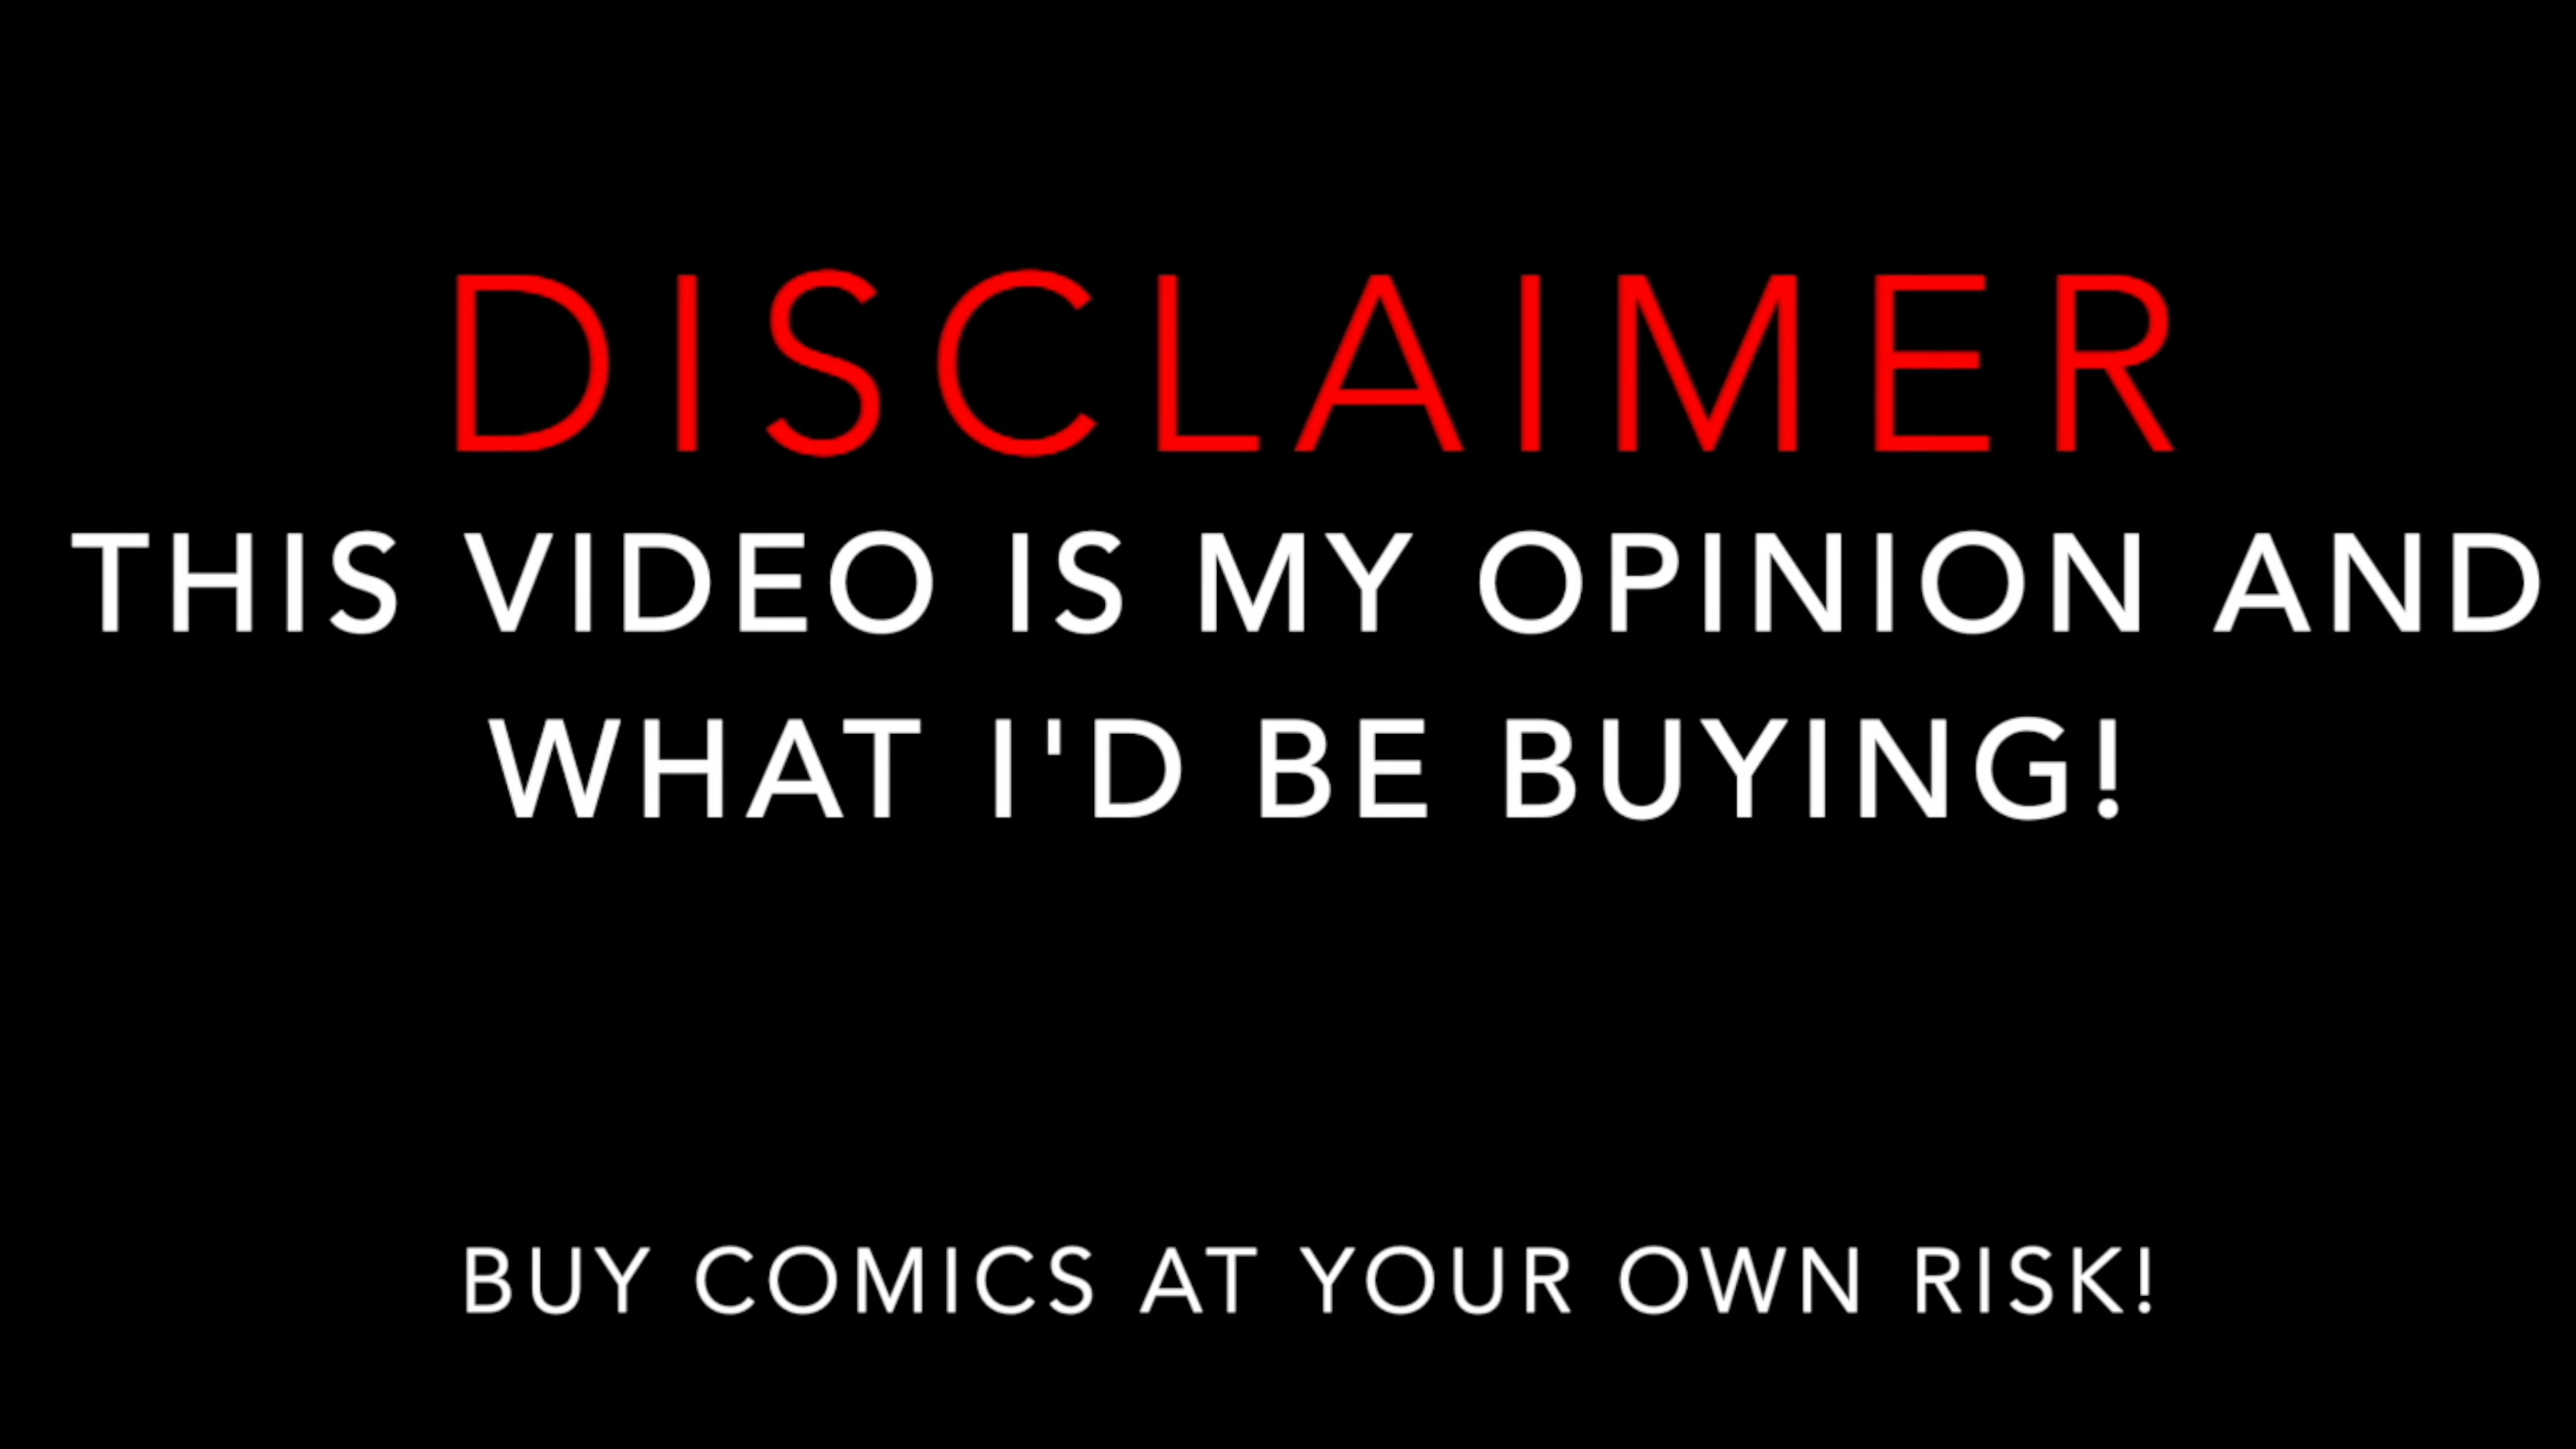 DISCLAIMER
THIS VIDEO IS MY OPINION AND
WHAT I'D BE BUYING!
BUY COMICS AT YOUR OWN RISK!